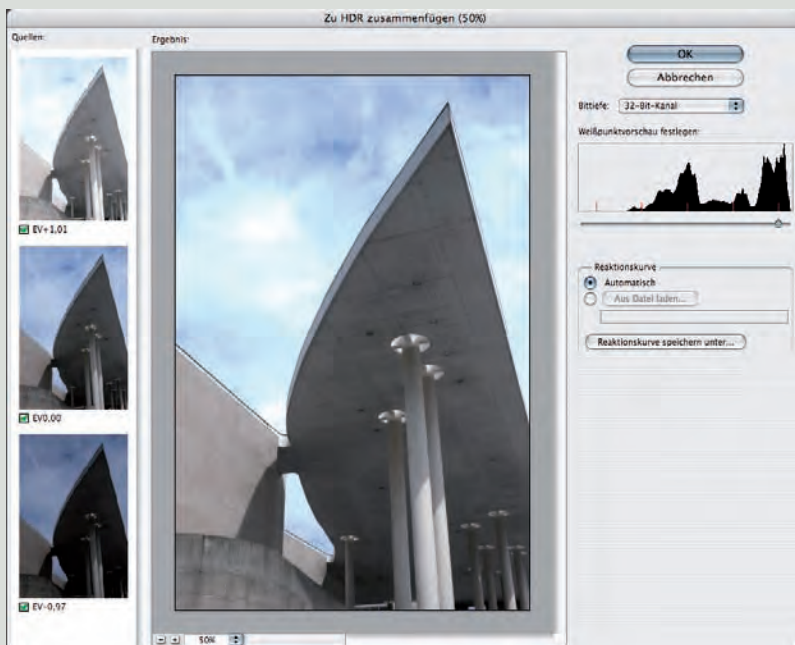 Zu HDR zusammenfügen (50%)
Quellen:
EV+1,01
EV0,00
EV-0,97
Ergebnis:
50%
OK
Abbrechen
Bittiefe: 32-Bit-Kanal
Weißpunktvorschau festlegen:
Reaktionskurve
Automatisch
Aus Datei laden...
Reaktionskurve speichern unter...